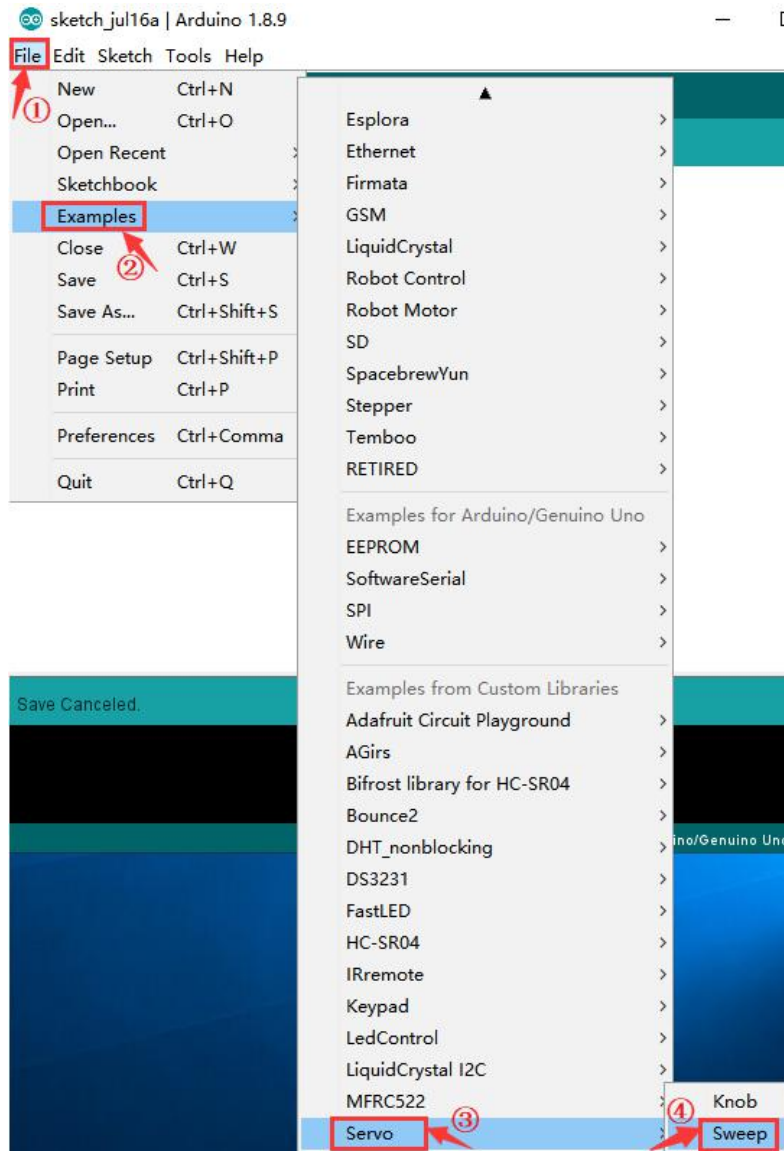 sketch_jul16a | Arduino 1.8.9
File Edit Sketch Tools Help
①
New Ctrl+N
Open... Ctrl+O
Open Recent >
Sketchbook >
Examples >
②
Close Ctrl+W
Save Ctrl+S
Save As... Ctrl+Shift+S
Page Setup Ctrl+Shift+P
Print Ctrl+P
Preferences Ctrl+Comma
Quit Ctrl+Q
▲
Esplora >
Ethernet >
Firmata >
GSM >
LiquidCrystal >
Robot Control >
Robot Motor >
SD >
SpacebrewYun >
Stepper >
Temboo >
RETIRED >
Examples for Arduino/Genuino Uno
EEPROM >
SoftwareSerial >
SPI >
Wire >
Examples from Custom Libraries
Adafruit Circuit Playground >
AGirs >
Bifrost library for HC-SR04 >
Bounce2 >
DHT_nonblocking >
DS3231 >
FastLED >
HC-SR04 >
IRremote >
Keypad >
LedControl >
LiquidCrystal I2C >
MFRC522 >
Servo >
③
④
Knob
Sweep
Save Canceled.
ino/Genuino Uno